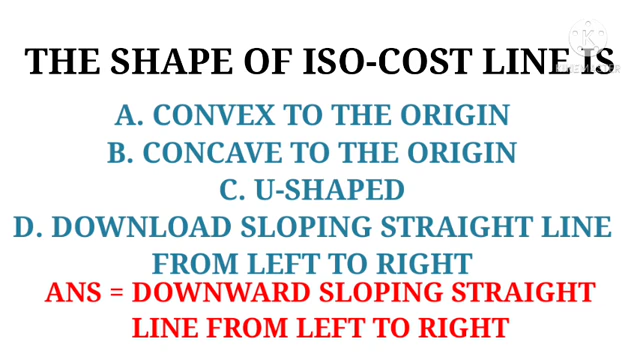 THE SHAPE OF ISO-COST LINE IS
A. CONVEX TO THE ORIGIN
B. CONCAVE TO THE ORIGIN
C. U-SHAPED
D. DOWNLOAD SLOPING STRAIGHT LINE
FROM LEFT TO RIGHT
ANS = DOWNWARD SLOPING STRAIGHT
LINE FROM LEFT TO RIGHT